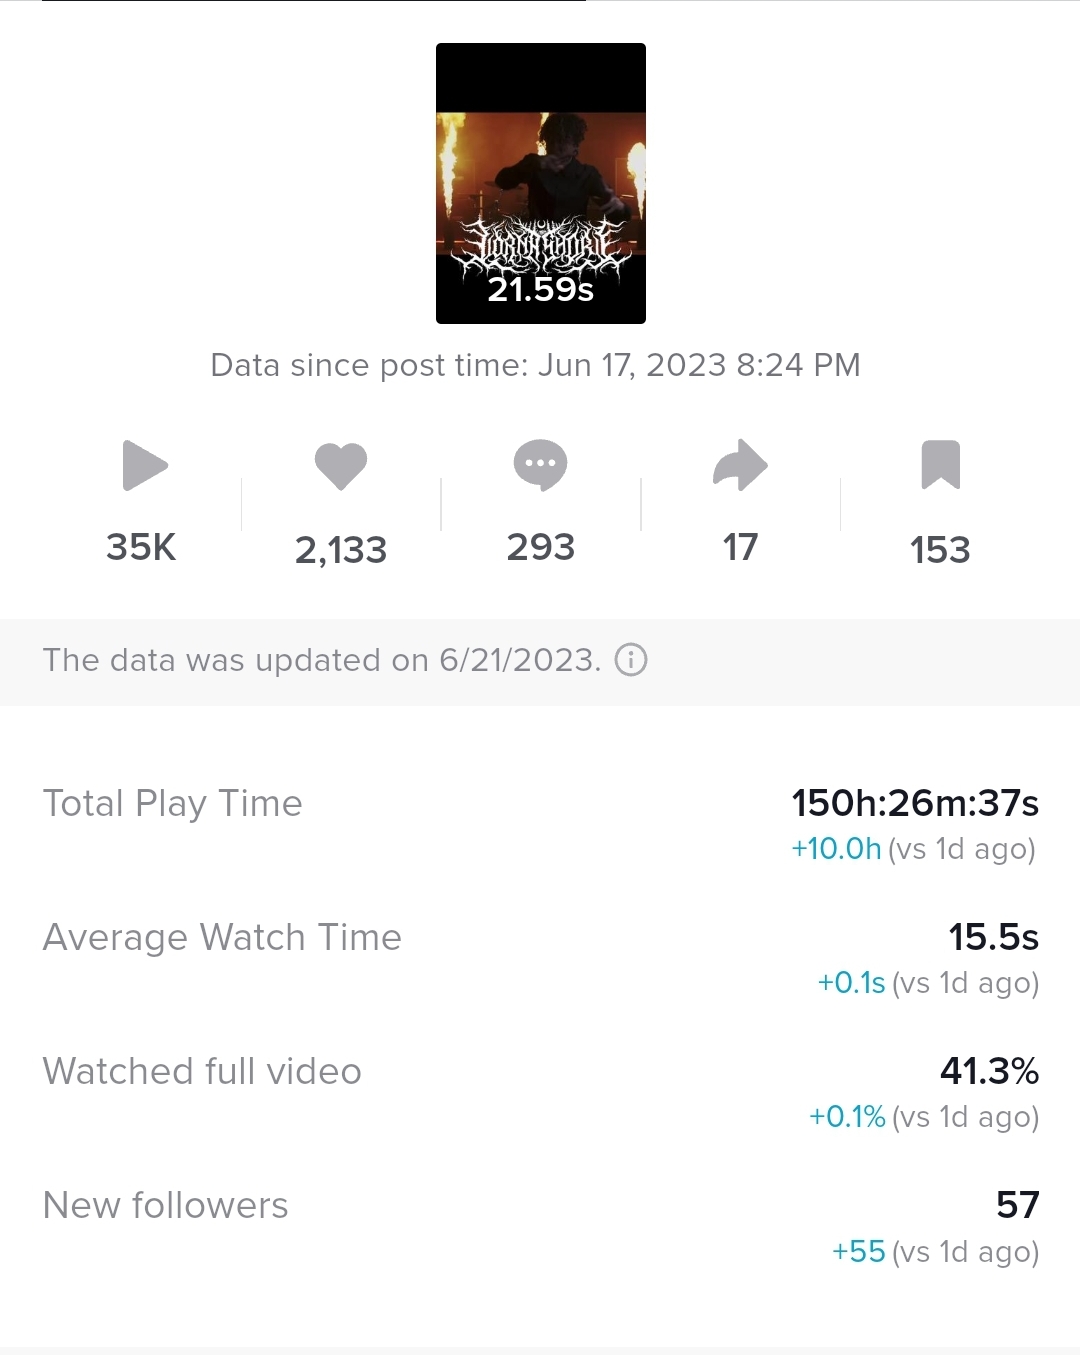 LORNA SHORE
21.59s
Data since post time: Jun 17, 2023 8:24 PM
35K
2,133
293
17
153
The data was updated on 6/21/2023.
Total Play Time
150h:26m:37s
+10.0h (vs 1d ago)
Average Watch Time
15.5s
+0.1s (vs 1d ago)
Watched full video
41.3%
+0.1% (vs 1d ago)
New followers
57
+55 (vs 1d ago)